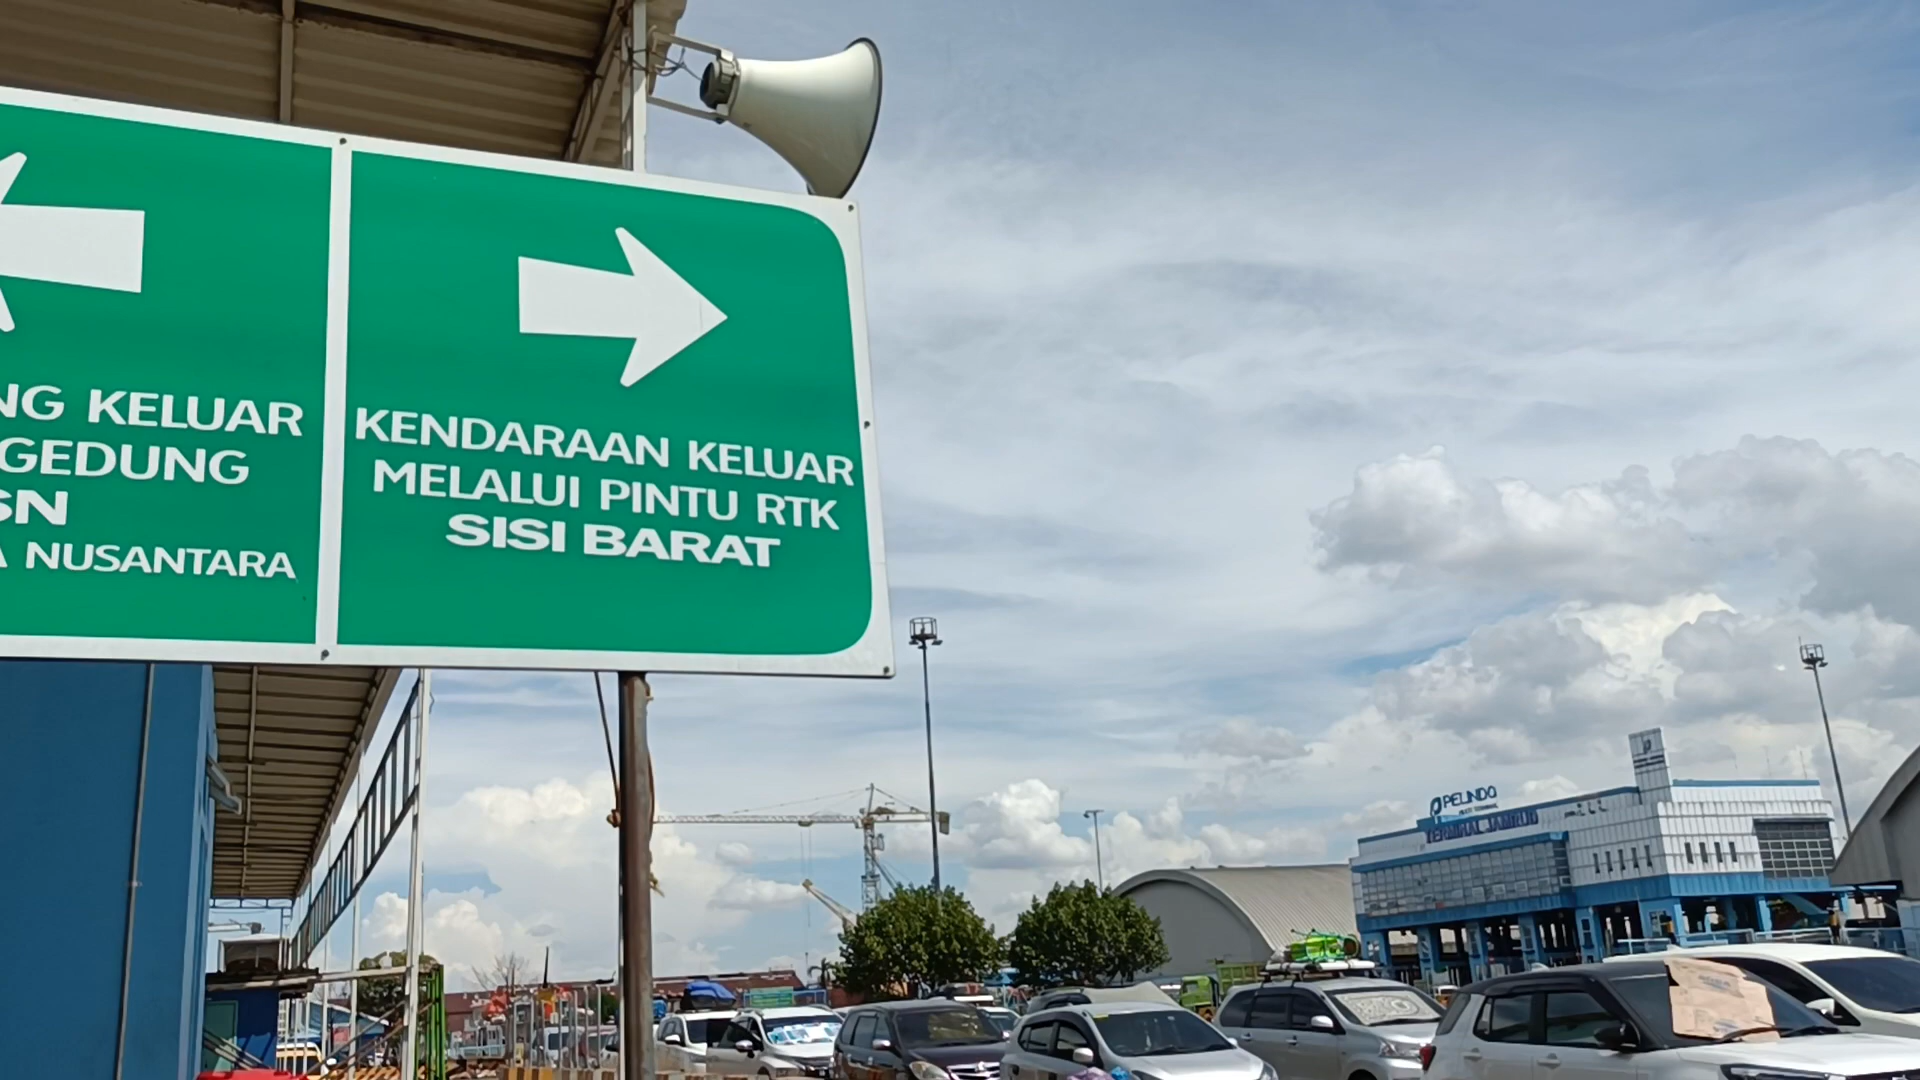 NG KELUAR
GEDUNG
SN
A NUSANTARA
KENDARAAN KELUAR
MELALUI PINTU RTK
SISI BARAT
PELINDO
TERMINAL JAMRUD